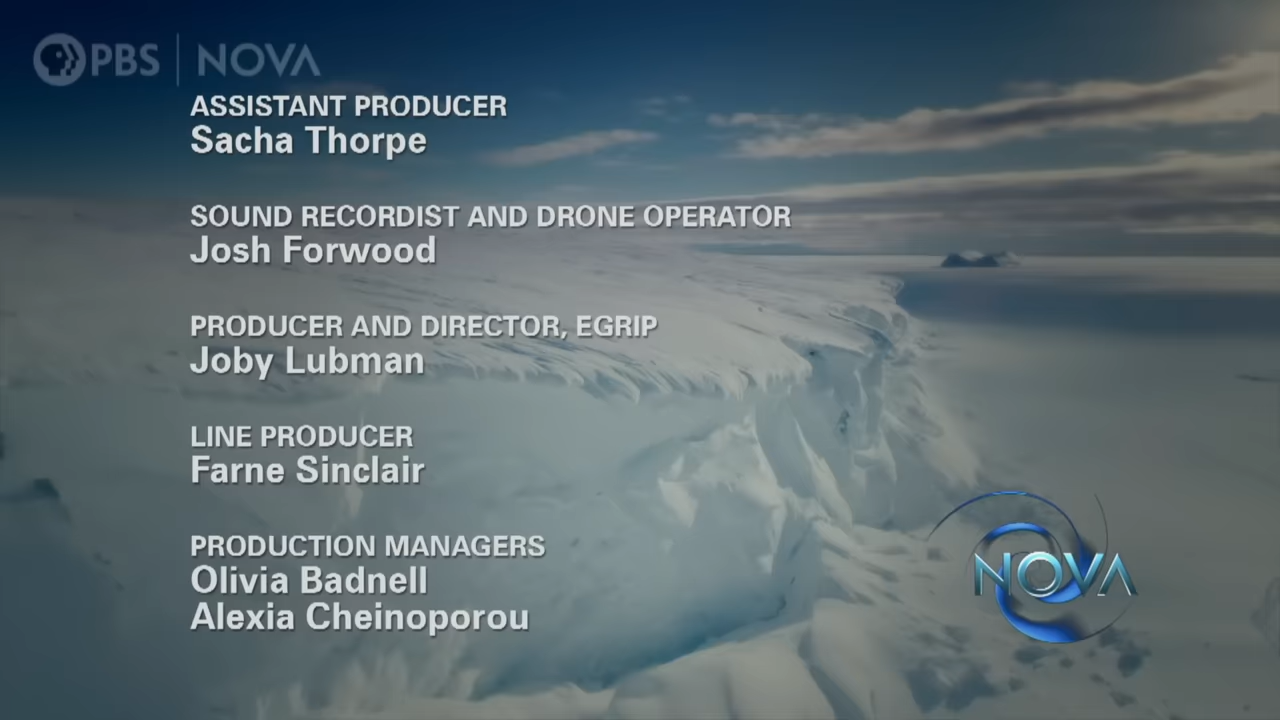 PBS | NOVA
ASSISTANT PRODUCER
Sacha Thorpe
SOUND RECORDIST AND DRONE OPERATOR
Josh Forwood
PRODUCER AND DIRECTOR, EGRIP
Joby Lubman
LINE PRODUCER
Farne Sinclair
PRODUCTION MANAGERS
Olivia Badnell
Alexia Cheinoporou
NOVA